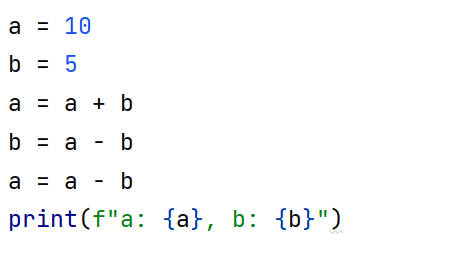 a = 10
b = 5
a = a + b
b = a - b
a = a - b
print(f"a: {a}, b: {b}")